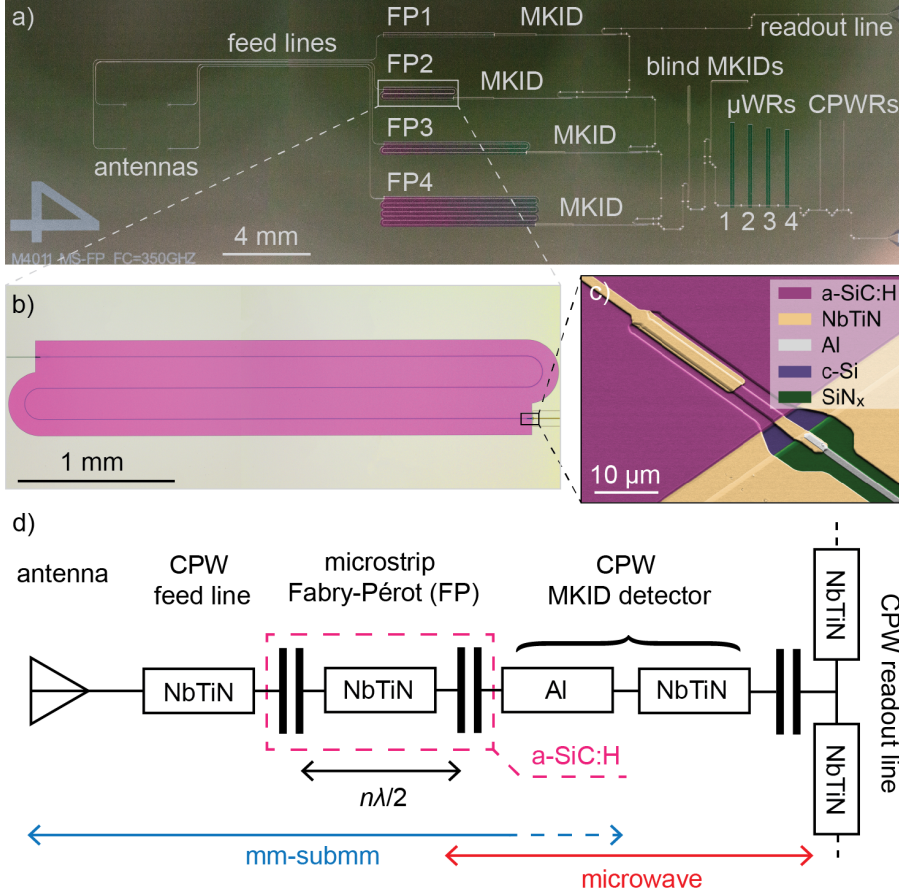 a)
FP1
MKID
readout line
feed lines
FP2
MKID
blind MKIDs
µWRs
CPWRs
antennas
FP3
MKID
FP4
MKID
4
4 mm
1
2
3
4
M4011 MS-FP FC=350GHZ
b)
1 mm
c)
a-SiC:H
NbTiN
Al
c-Si
SiNₓ
10 µm
d)
antenna
CPW
feed line
microstrip
Fabry-Pérot (FP)
CPW
MKID detector
NbTiN
NbTiN
NbTiN
Al
NbTiN
NbTiN
CPW readout line
a-SiC:H
nλ/2
mm-submm
microwave